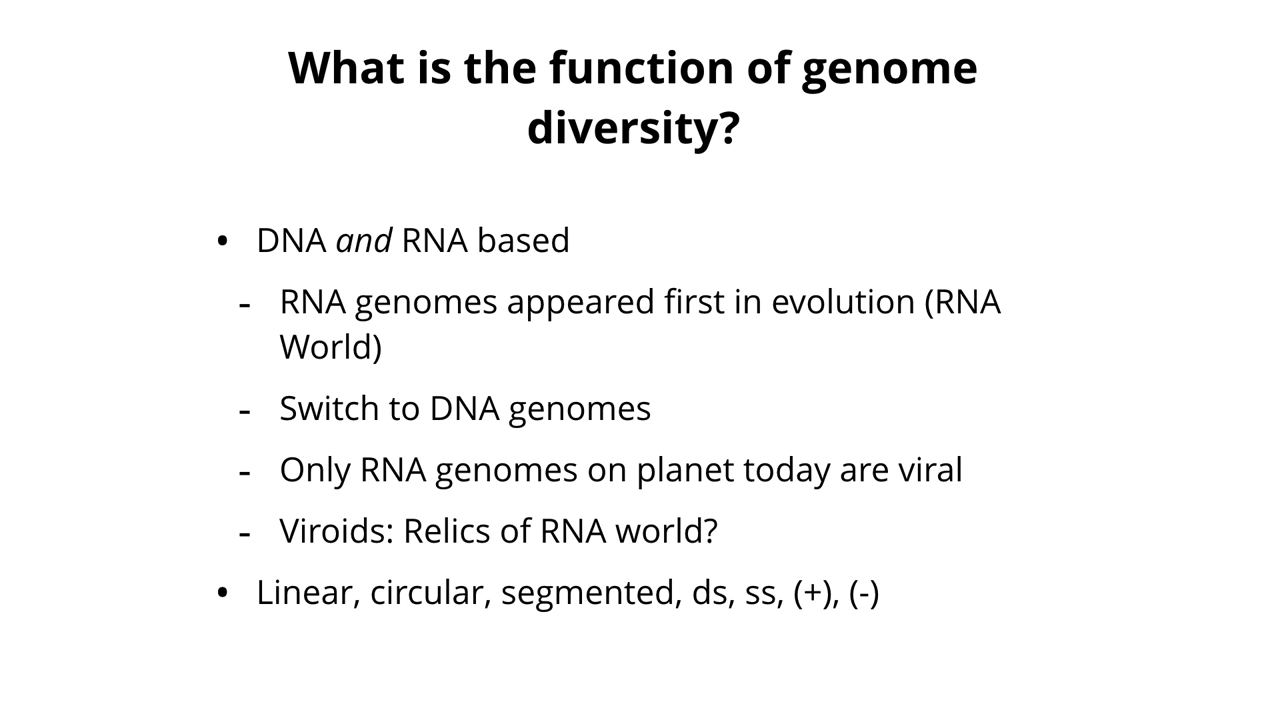 What is the function of genome
diversity?
• DNA and RNA based
- RNA genomes appeared first in evolution (RNA
World)
- Switch to DNA genomes
- Only RNA genomes on planet today are viral
- Viroids: Relics of RNA world?
• Linear, circular, segmented, ds, ss, (+), (-)